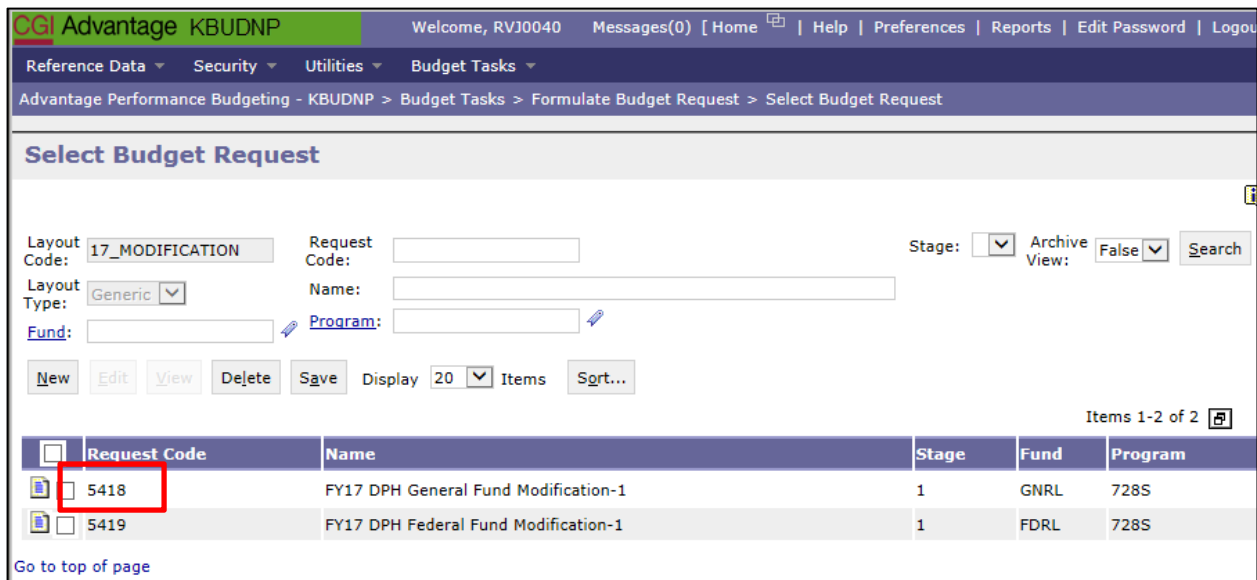 CGI Advantage KBUDNP Welcome, RVJ0040 Messages(0) [ Home | Help | Preferences | Reports | Edit Password |
Reference Data Security Utilities Budget Tasks
Advantage Performance Budgeting - KBUDNP > Budget Tasks > Formulate Budget Request > Select Budget Request
Select Budget Request
Layout Code: 17_MODIFICATION Request Code: Stage: Archive View: False Search
Layout Type: Generic Name:
Fund: Program:
New Edit View Delete Save Display 20 Items Sort...
Items 1-2 of 2
Request Code Name Stage Fund Program
5418 FY17 DPH General Fund Modification-1 1 GNRL 728S
5419 FY17 DPH Federal Fund Modification-1 1 FDRL 728S
Go to top of page